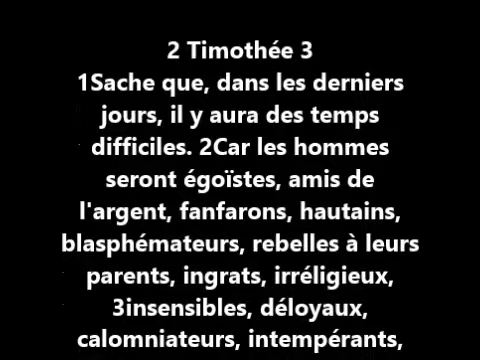 2 Timothée 3
1Sache que, dans les derniers
jours, il y aura des temps
difficiles. 2Car les hommes
seront égoïstes, amis de
l'argent, fanfarons, hautains,
blasphémateurs, rebelles à leurs
parents, ingrats, irréligieux,
3insensibles, déloyaux,
calomniateurs, intempérants,